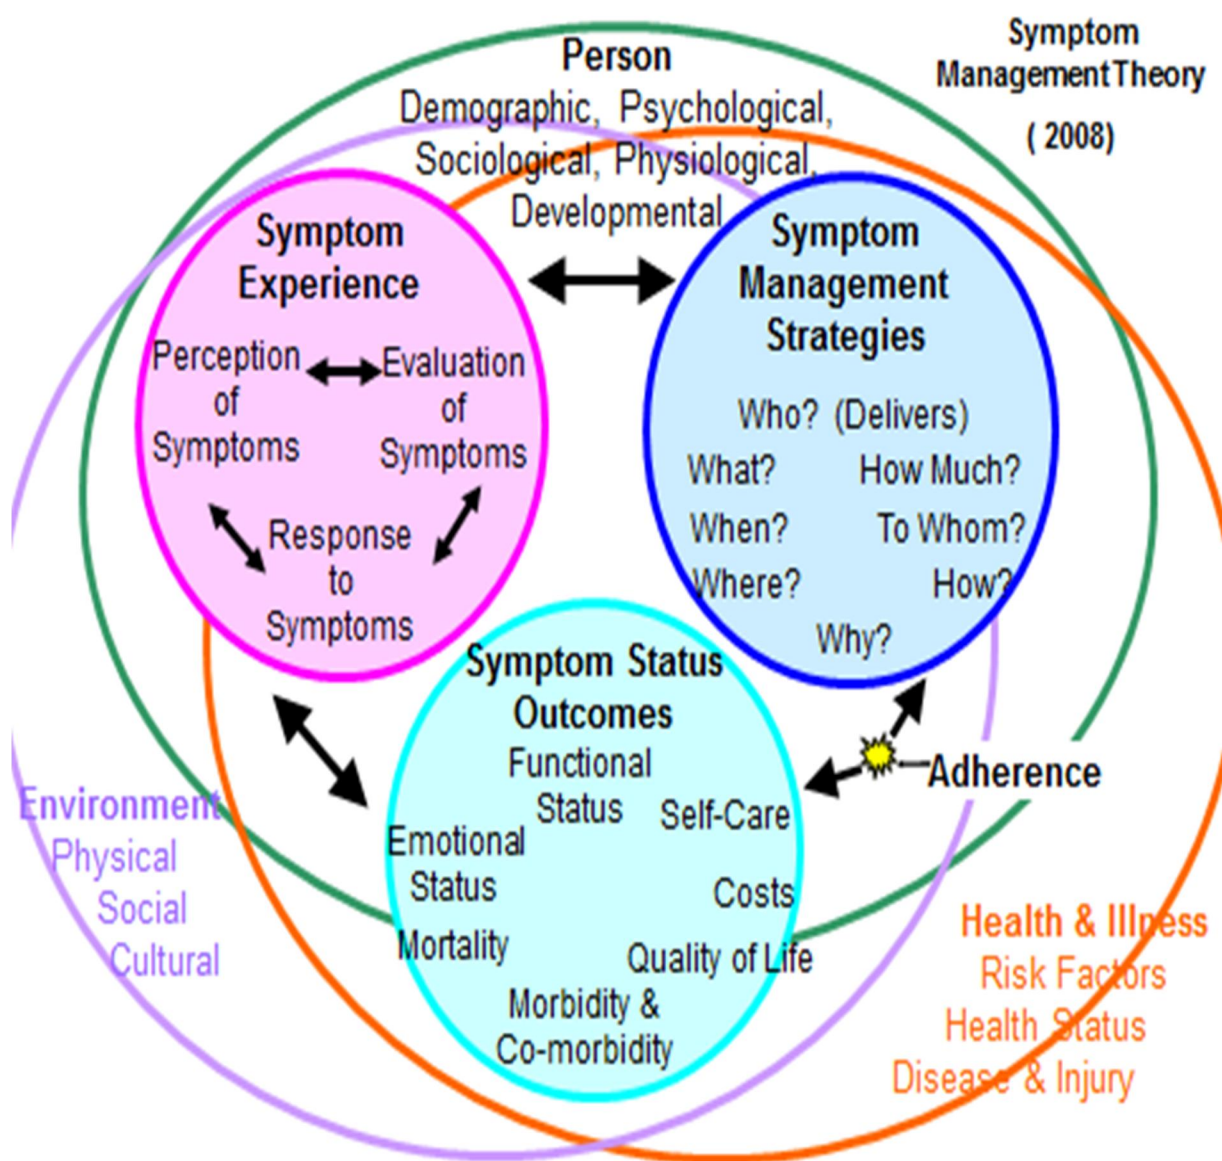 Symptom
Management Theory
( 2008)
Person
Demographic, Psychological,
Sociological, Physiological,
Developmental
Symptom
Experience
Perception
of
Symptoms
Evaluation
of
Symptoms
Response
to
Symptoms
Symptom
Management
Strategies
Who? (Delivers)
What?
How Much?
When?
To Whom?
Where?
How?
Why?
Symptom Status
Outcomes
Functional
Status
Self-Care
Emotional
Status
Costs
Mortality
Quality of Life
Morbidity &
Co-morbidity
Adherence
Environment
Physical
Social
Cultural
Health & Illness
Risk Factors
Health Status
Disease & Injury